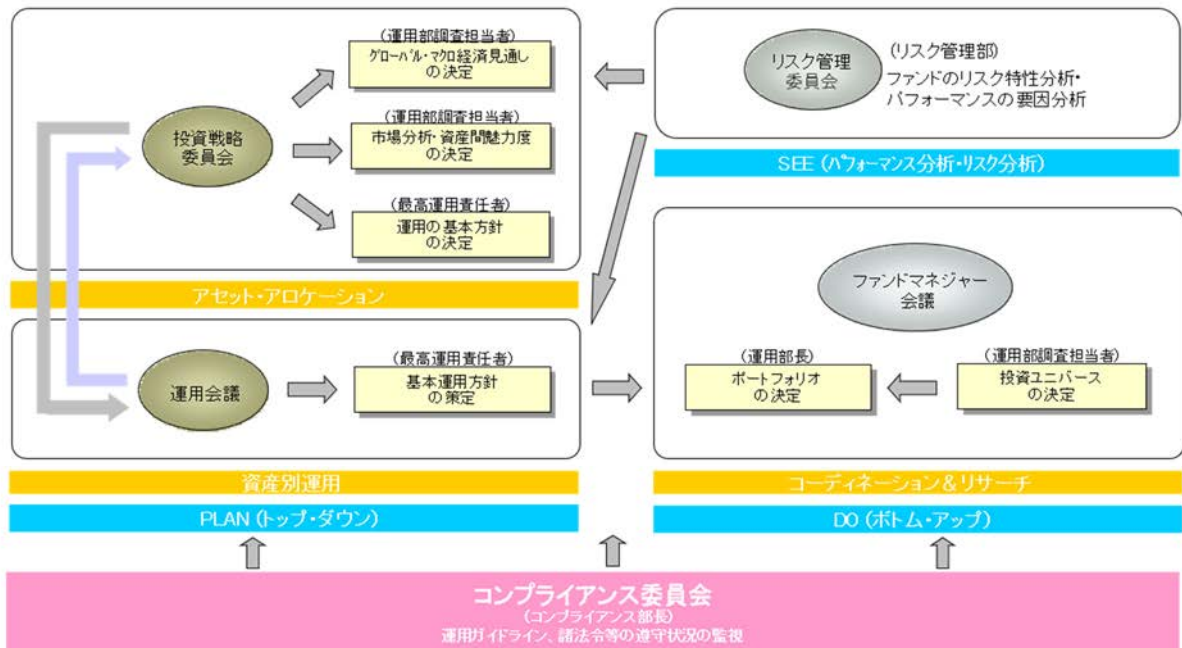 (運用部調査担当者)
グローバル・マクロ経済見通し
の決定
投資戦略
委員会
(運用部調査担当者)
市場分析・資産間魅力度
の決定
(最高運用責任者)
運用の基本方針
の決定
アセット・アロケーション
リスク管理
委員会
(リスク管理部)
ファンドのリスク特性分析・
パフォーマンスの要因分析
SEE (パフォーマンス分析・リスク分析)
運用会議
(最高運用責任者)
基本運用方針
の策定
資産別運用
PLAN (トップ・ダウン)
ファンドマネジャー
会議
(運用部長)
ポートフォリオ
の決定
(運用部調査担当者)
投資ユニバース
の決定
コーディネーション&リサーチ
DO (ボトム・アップ)
コンプライアンス委員会
(コンプライアンス部長)
運用ガイドライン、諸法令等の遵守状況の監視